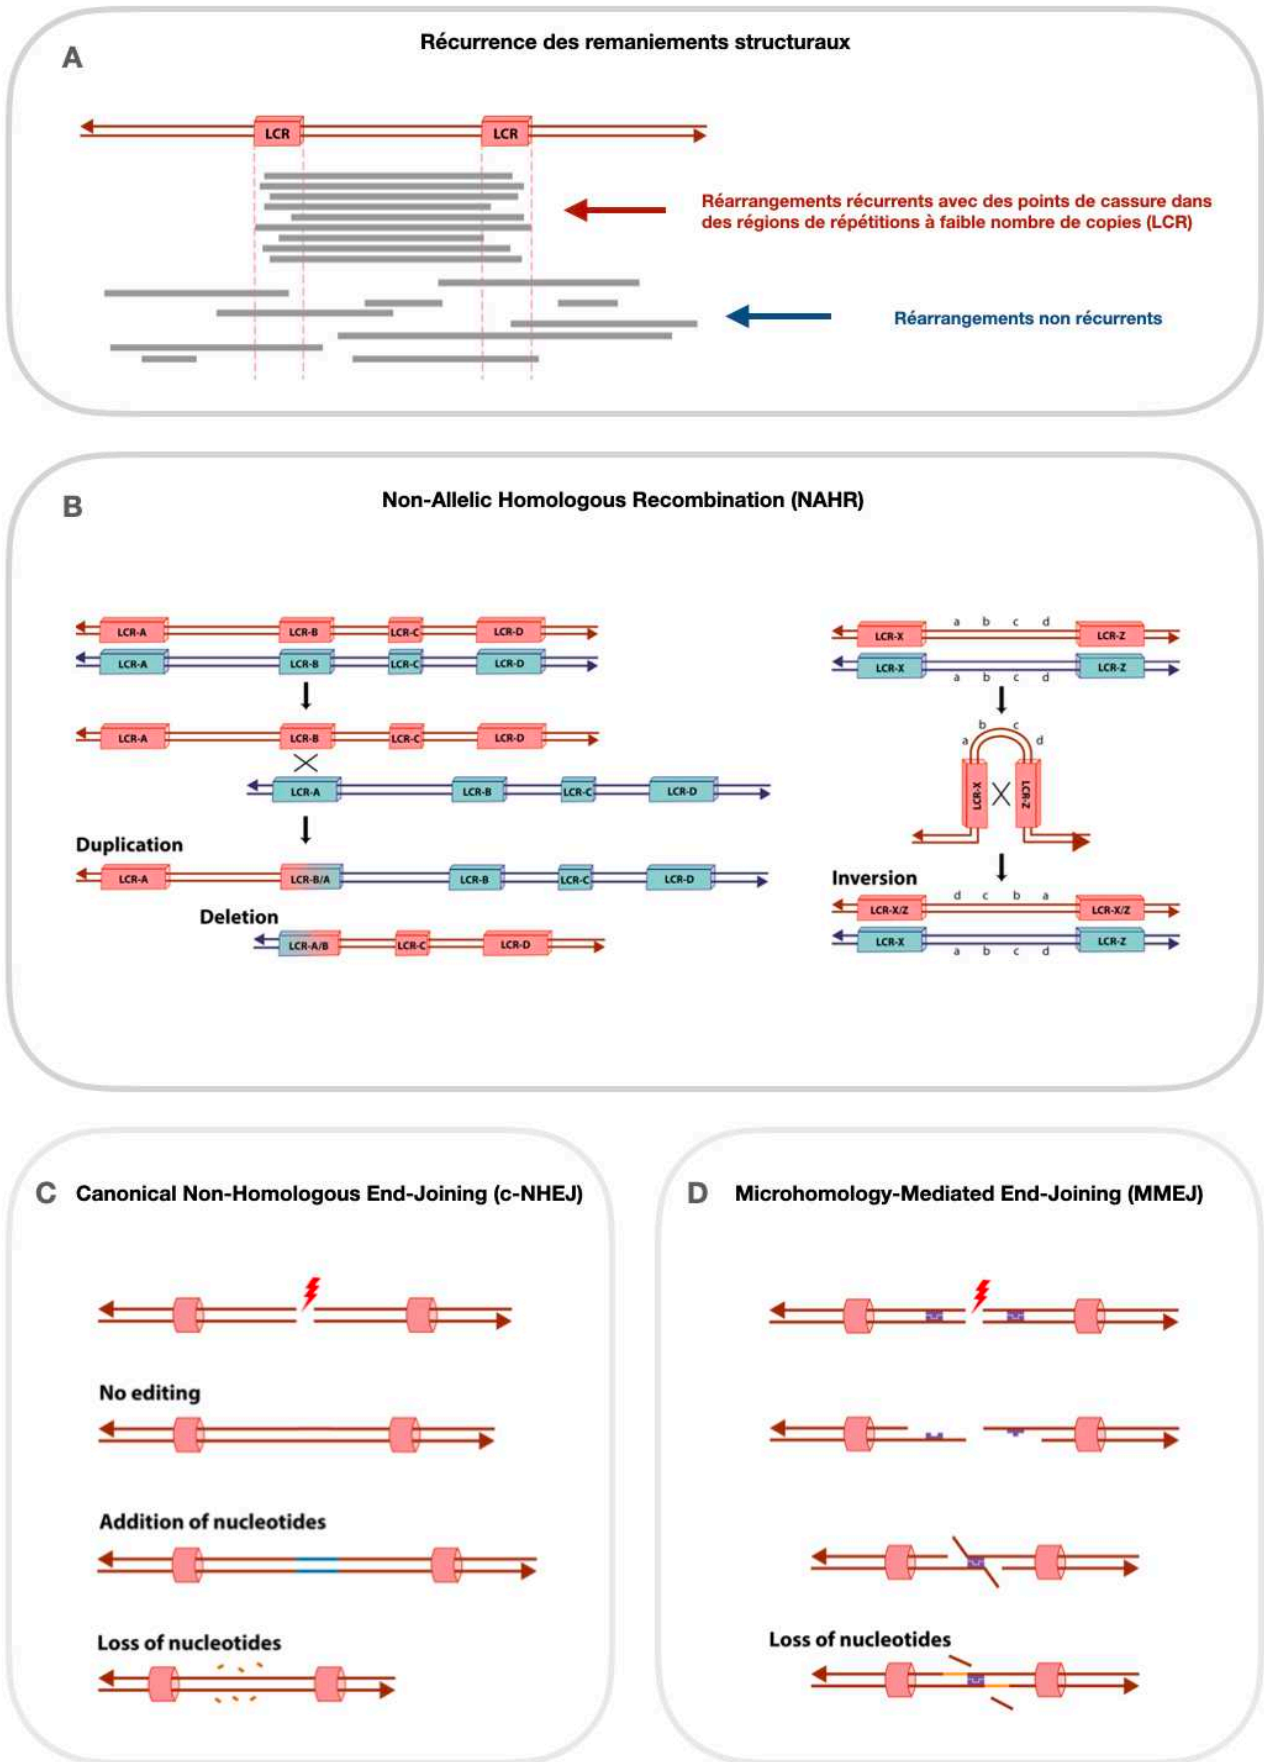 A
Récurrence des remaniements structuraux
LCR LCR
Réarrangements récurrents avec des points de cassure dans
des régions de répétitions à faible nombre de copies (LCR)
Réarrangements non récurrents
B
Non-Allelic Homologous Recombination (NAHR)
LCR-A LCR-B LCR-C LCR-D
LCR-A LCR-B LCR-C LCR-D
LCR-A LCR-B LCR-C LCR-D
LCR-A LCR-B LCR-C LCR-D
Duplication
LCR-A LCR-B/A LCR-B LCR-C LCR-D
Deletion
LCR-A/B LCR-C LCR-D
a b c d
LCR-X LCR-Z
LCR-X LCR-Z
a b c d
b c
a d
LCR-X LCR-Z
Inversion
d c b a
LCR-X/Z LCR-X/Z
LCR-X LCR-Z
a b c d
C Canonical Non-Homologous End-Joining (c-NHEJ)
No editing
Addition of nucleotides
Loss of nucleotides
D Microhomology-Mediated End-Joining (MMEJ)
Loss of nucleotides